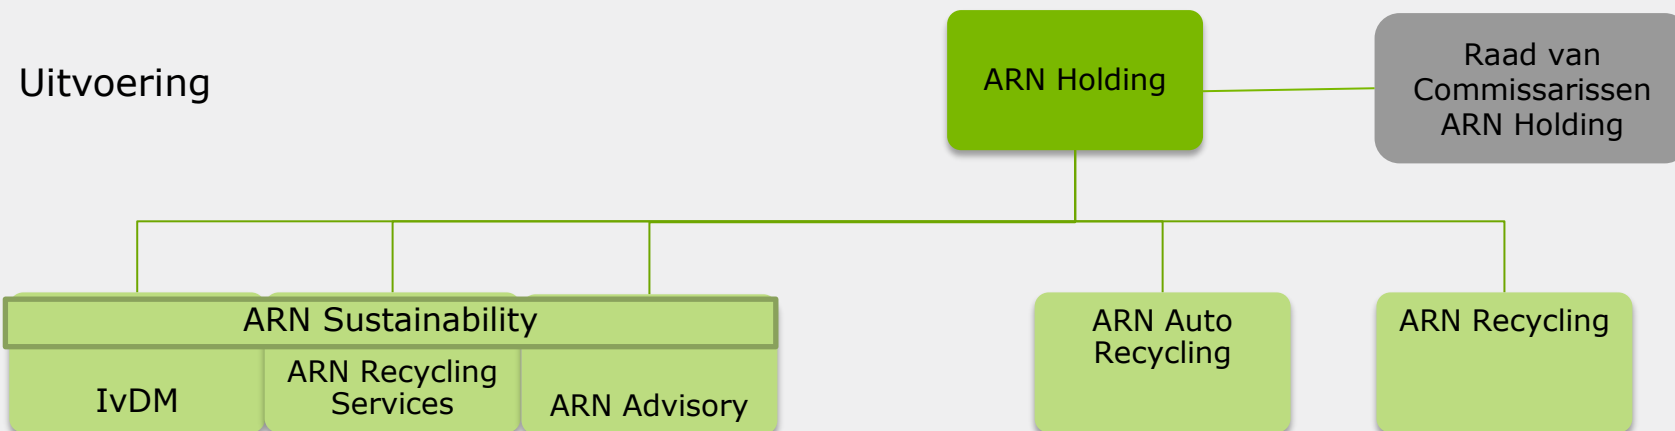 Uitvoering
ARN Holding
Raad van
Commissarissen
ARN Holding
ARN Sustainability
IvDM
ARN Recycling
Services
ARN Advisory
ARN Auto
Recycling
ARN Recycling